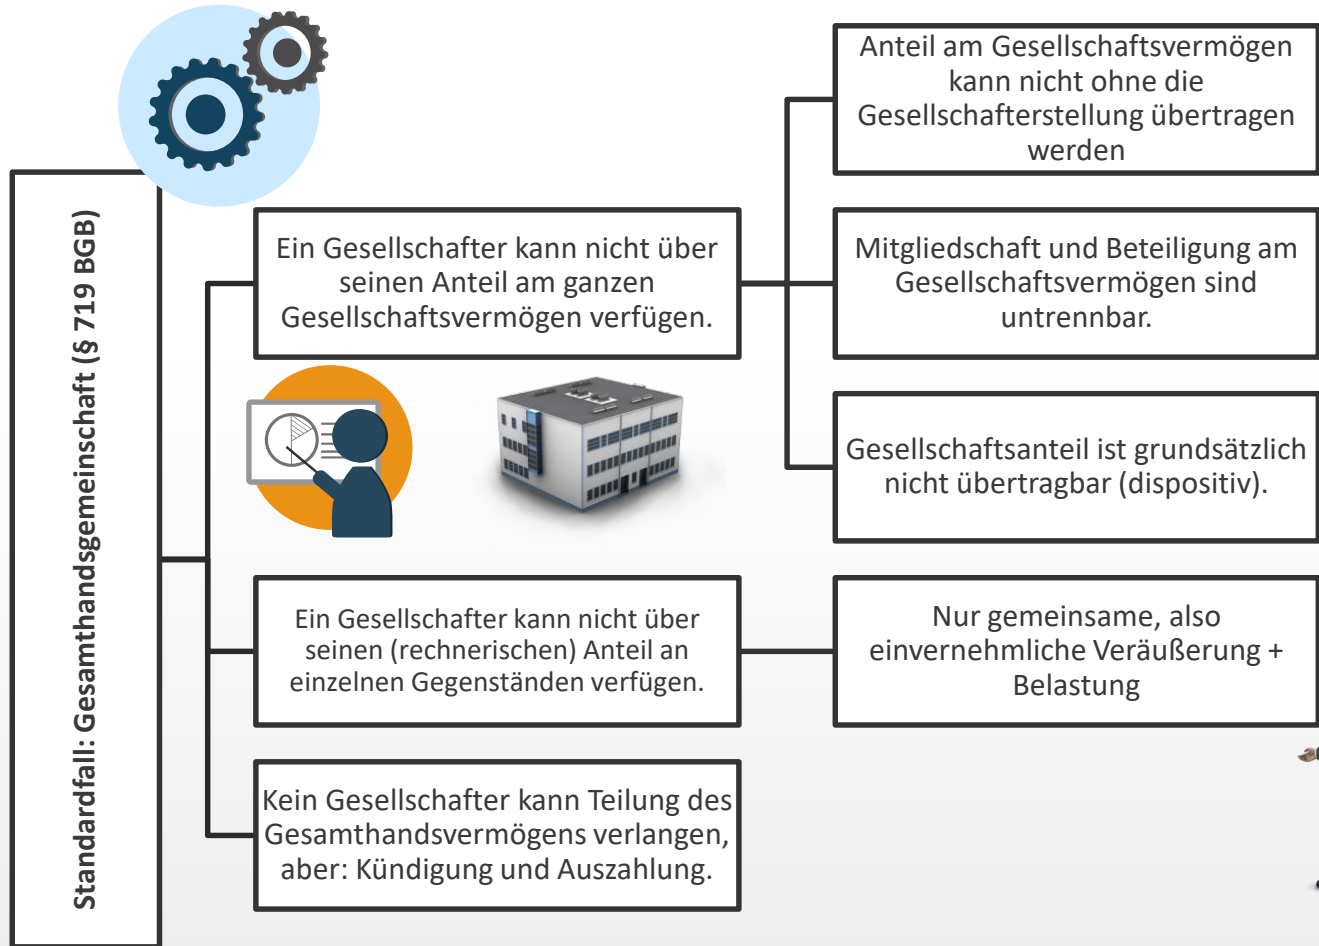 Standardfall: Gesamthandsgemeinschaft (§ 719 BGB)
Ein Gesellschafter kann nicht über
seinen Anteil am ganzen
Gesellschaftsvermögen verfügen.
Anteil am Gesellschaftsvermögen
kann nicht ohne die
Gesellschafterstellung übertragen
werden
Mitgliedschaft und Beteiligung am
Gesellschaftsvermögen sind
untrennbar.
Gesellschaftsanteil ist grundsätzlich
nicht übertragbar (dispositiv).
Ein Gesellschafter kann nicht über
seinen (rechnerischen) Anteil an
einzelnen Gegenständen verfügen.
Nur gemeinsame, also
einvernehmliche Veräußerung +
Belastung
Kein Gesellschafter kann Teilung des
Gesamthandsvermögens verlangen,
aber: Kündigung und Auszahlung.